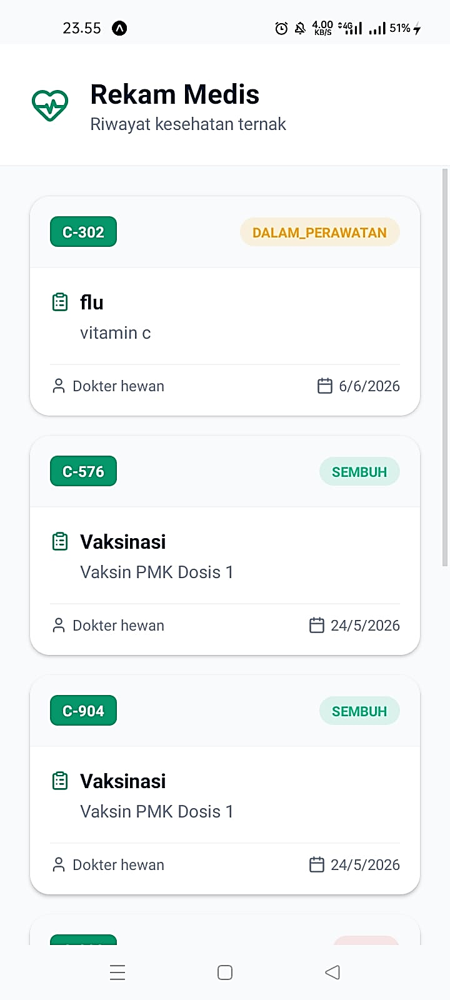 23.55
4.00 KB/S 4G 51%
Rekam Medis
Riwayat kesehatan ternak
C-302 DALAM_PERAWATAN
flu
vitamin c
Dokter hewan 6/6/2026
C-576 SEMBUH
Vaksinasi
Vaksin PMK Dosis 1
Dokter hewan 24/5/2026
C-904 SEMBUH
Vaksinasi
Vaksin PMK Dosis 1
Dokter hewan 24/5/2026